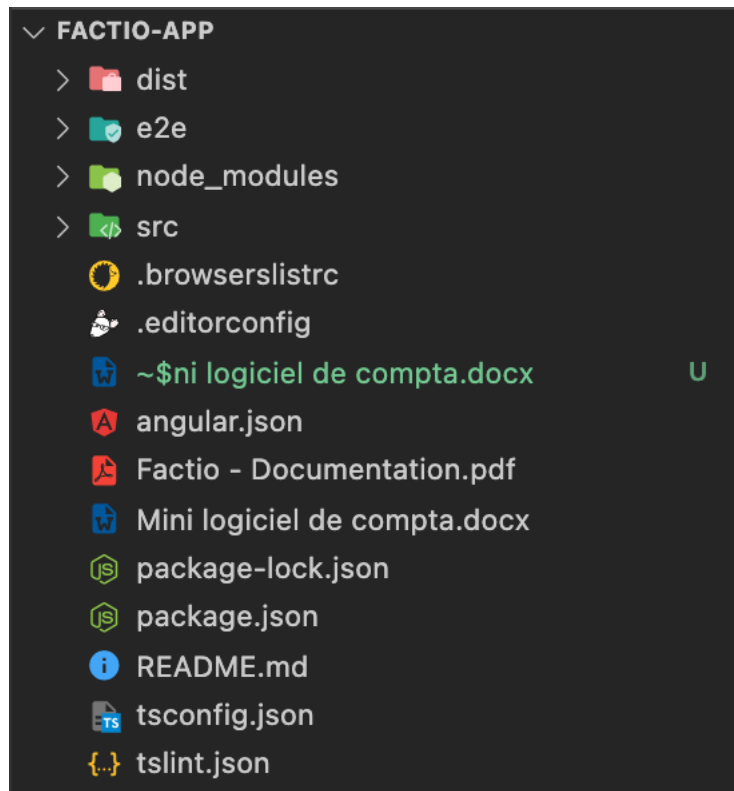 FACTIO-APP
dist
e2e
node_modules
src
.browserslistrc
.editorconfig
~$ni logiciel de compta.docx U
angular.json
Factio - Documentation.pdf
Mini logiciel de compta.docx
package-lock.json
package.json
README.md
tsconfig.json
tslint.json